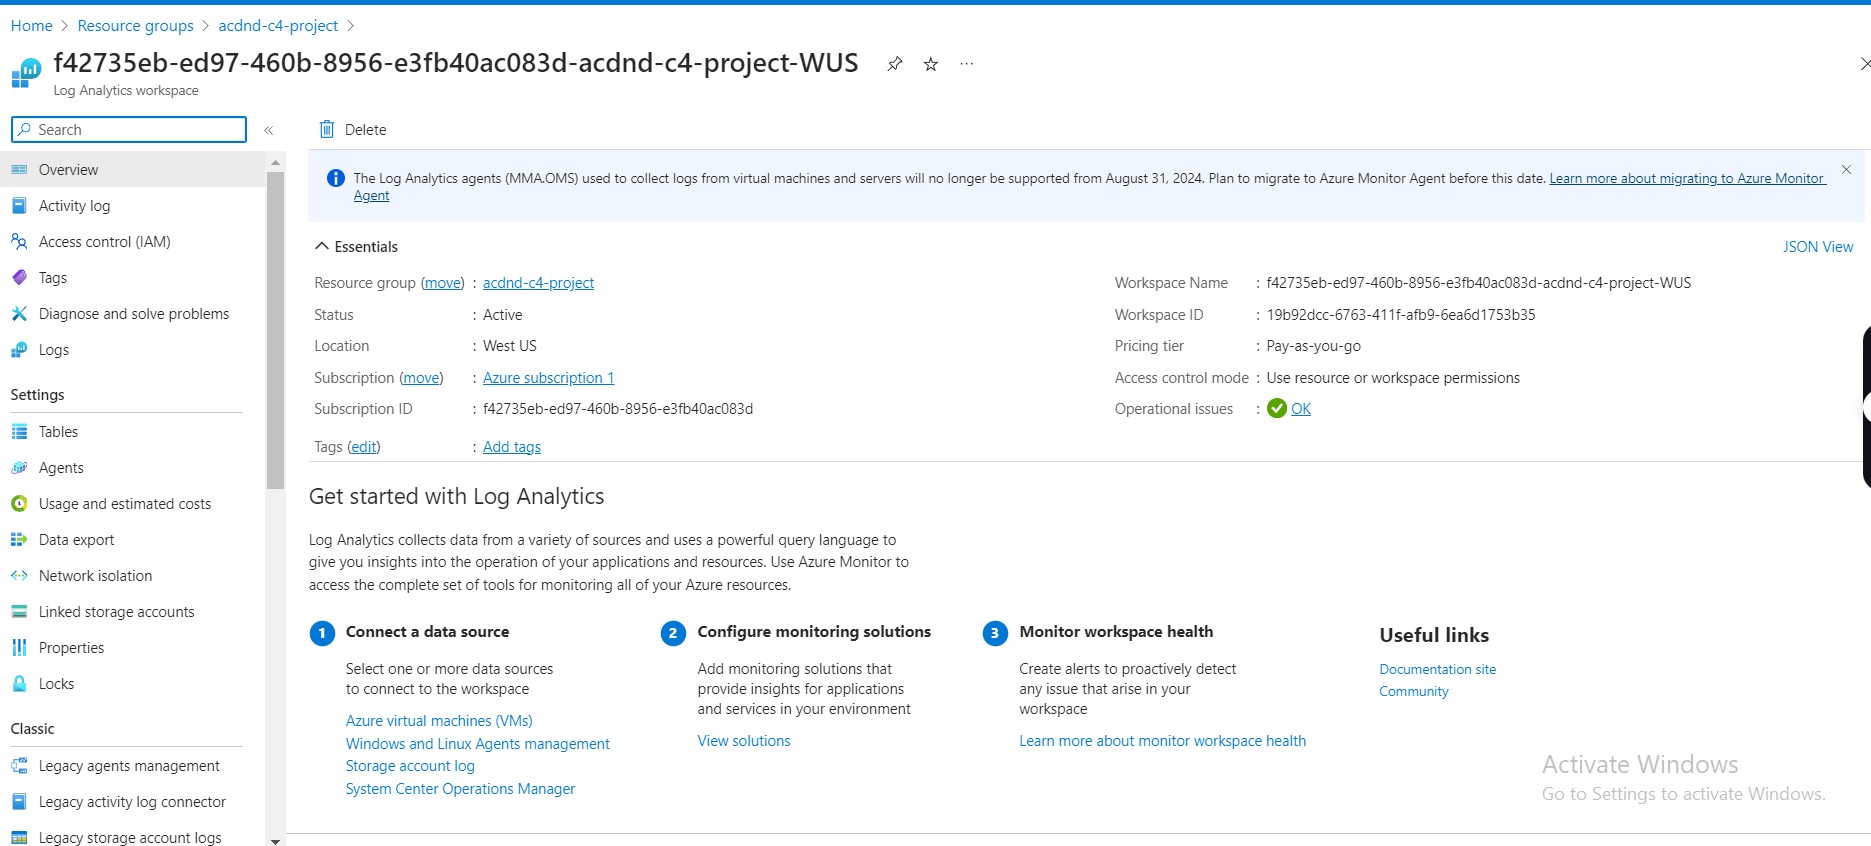 Home > Resource groups > acdnd-c4-project >
f42735eb-ed97-460b-8956-e3fb40ac083d-acdnd-c4-project-WUS
Log Analytics workspace
Search
Overview
Activity log
Access control (IAM)
Tags
Diagnose and solve problems
Logs
Settings
Tables
Agents
Usage and estimated costs
Data export
Network isolation
Linked storage accounts
Properties
Locks
Classic
Legacy agents management
Legacy activity log connector
Legacy storage account logs
Delete
The Log Analytics agents (MMA.OMS) used to collect logs from virtual machines and servers will no longer be supported from August 31, 2024. Plan to migrate to Azure Monitor Agent before this date. Learn more about migrating to Azure Monitor
Agent
Essentials
JSON View
Resource group (move) : acdnd-c4-project
Status : Active
Location : West US
Subscription (move) : Azure subscription 1
Subscription ID : f42735eb-ed97-460b-8956-e3fb40ac083d
Tags (edit) : Add tags
Workspace Name : f42735eb-ed97-460b-8956-e3fb40ac083d-acdnd-c4-project-WUS
Workspace ID : 19b92dcc-6763-411f-afb9-6ea6d1753b35
Pricing tier : Pay-as-you-go
Access control mode : Use resource or workspace permissions
Operational issues : OK
Get started with Log Analytics
Log Analytics collects data from a variety of sources and uses a powerful query language to
give you insights into the operation of your applications and resources. Use Azure Monitor to
access the complete set of tools for monitoring all of your Azure resources.
1 Connect a data source
Select one or more data sources
to connect to the workspace
Azure virtual machines (VMs)
Windows and Linux Agents management
Storage account log
System Center Operations Manager
2 Configure monitoring solutions
Add monitoring solutions that
provide insights for applications
and services in your environment
View solutions
3 Monitor workspace health
Create alerts to proactively detect
any issue that arise in your
workspace
Learn more about monitor workspace health
Useful links
Documentation site
Community
Activate Windows
Go to Settings to activate Windows.